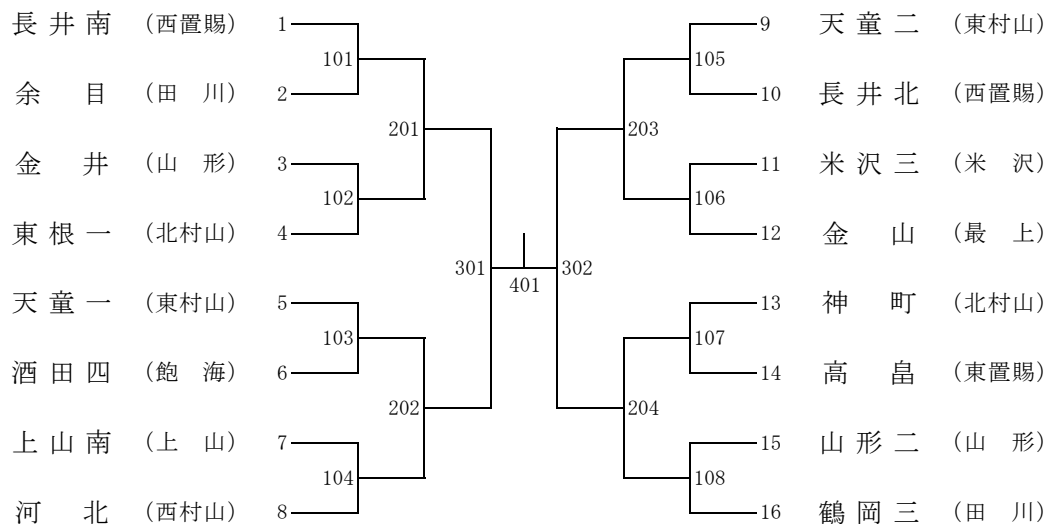 長井南 (西置賜) 1 9 天童二 (東村山)
101 105
余目 (田川) 2 10 長井北 (西置賜)
201 203
金井 (山形) 3 11 米沢三 (米沢)
102 106
東根一 (北村山) 4 12 金山 (最上)
301 302
401
天童一 (東村山) 5 13 神町 (北村山)
103 107
酒田四 (飽海) 6 14 高畠 (東置賜)
202 204
上山南 (上山) 7 15 山形二 (山形)
104 108
河北 (西村山) 8 16 鶴岡三 (田川)